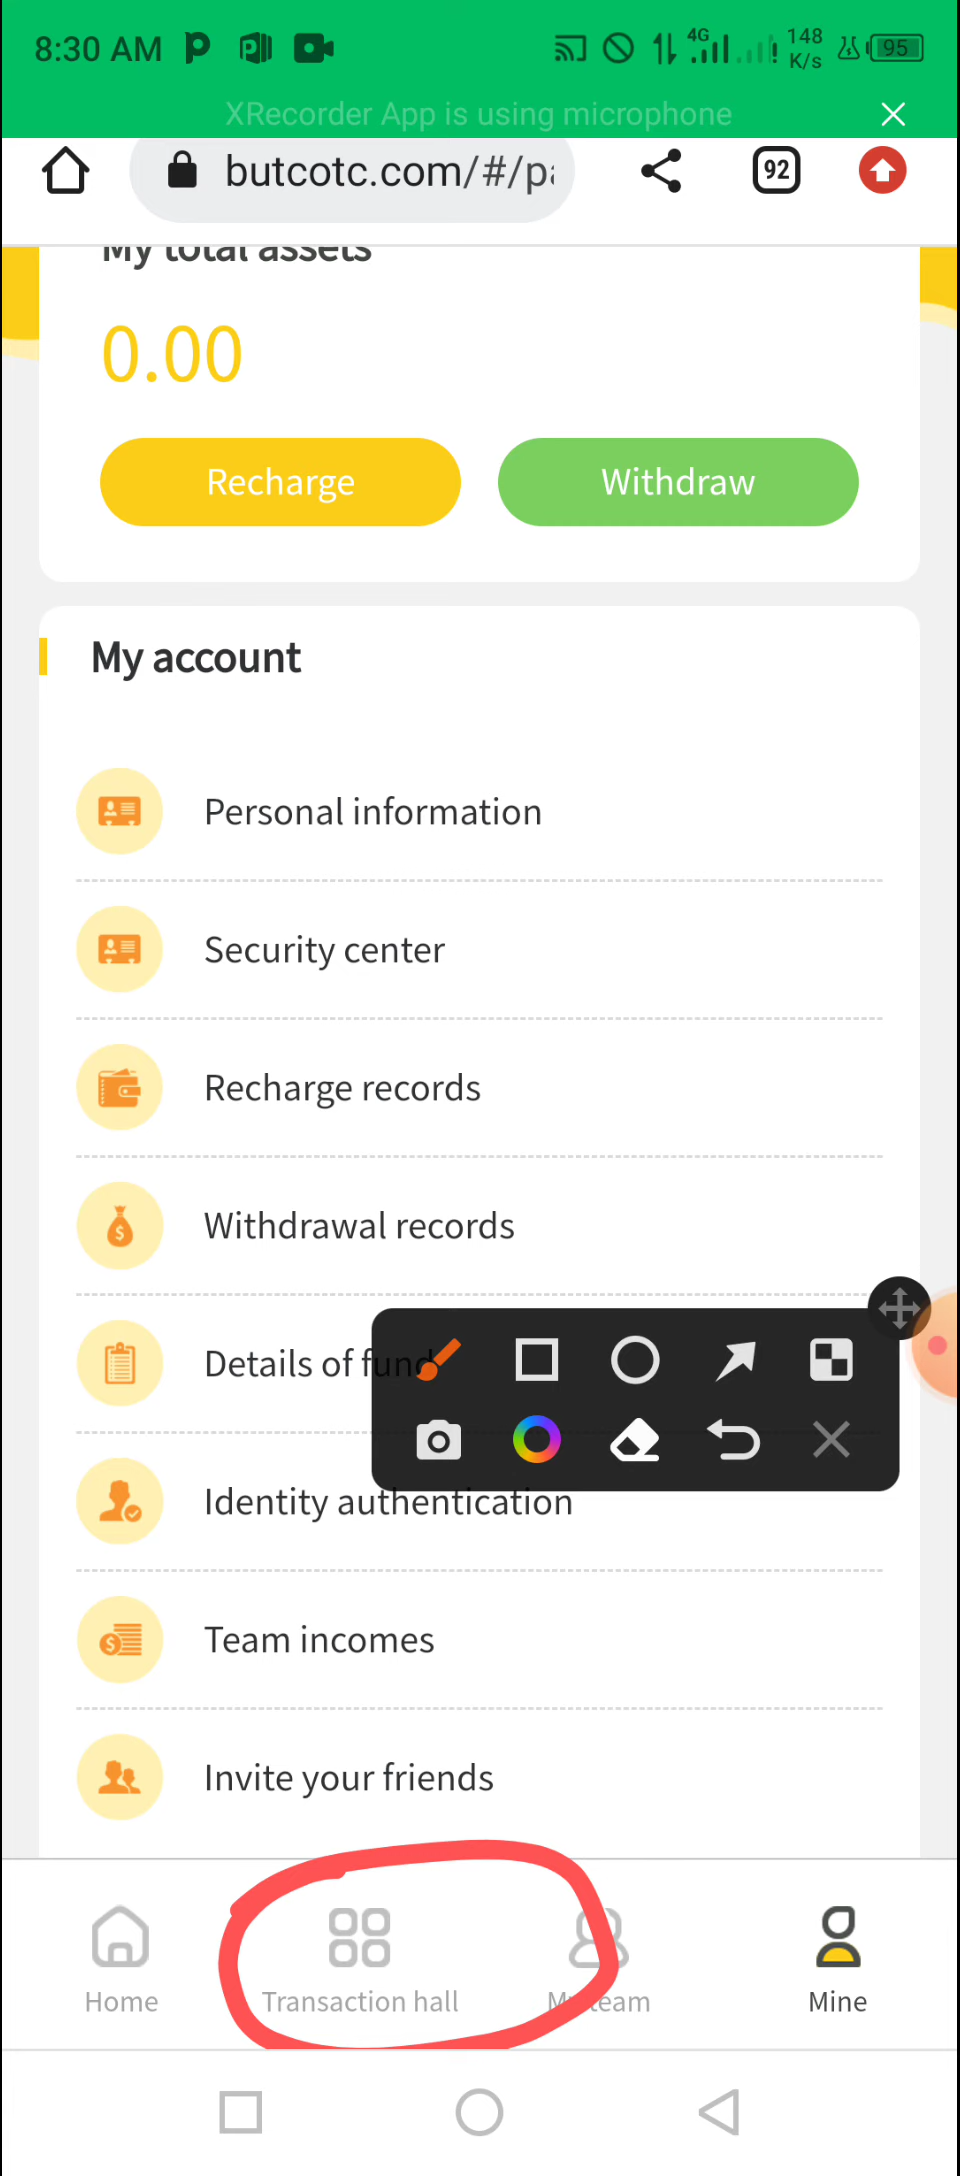 8:30 AM
4G
148
K/s
95
XRecorder App is using microphone
butcotc.com/#/pa
92
My total assets
0.00
Recharge
Withdraw
My account
Personal information
Security center
Recharge records
Withdrawal records
Details of fund
Identity authentication
Team incomes
Invite your friends
Home
Transaction hall
My team
Mine